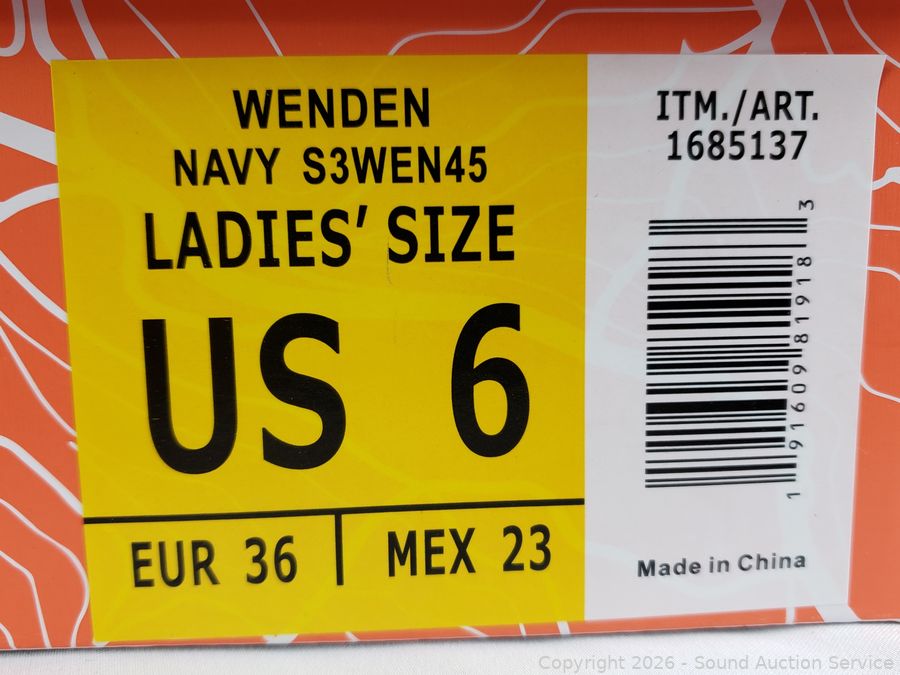 WENDEN
NAVY S3WEN45
LADIES' SIZE
US 6
EUR 36
MEX 23
ITM./ART.
1685137
1 91609 81918 3
Made in China
Copyright 2026 - Sound Auction Service